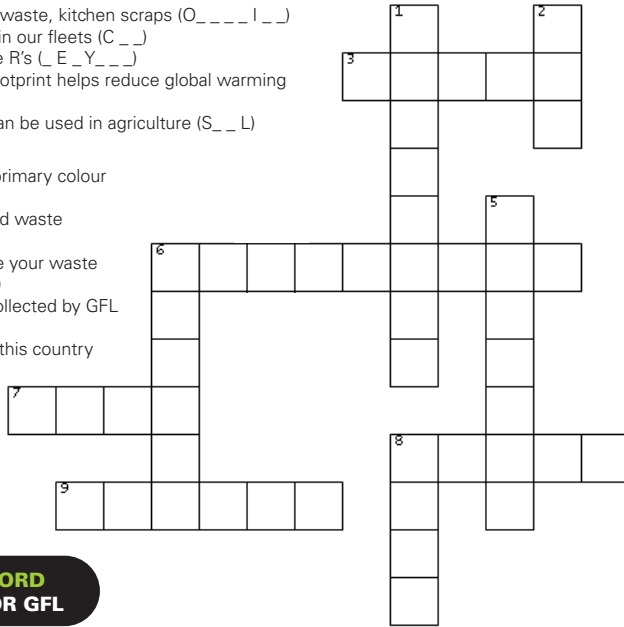 waste, kitchen scraps (O_ _ _ _ I _ _)
in our fleets (C _ _)
e R's (_ E _ Y_ _ _)
otprint helps reduce global warming
an be used in agriculture (S_ _ L)
rimary colour
d waste
e your waste
)
ollected by GFL
this country
1
2
3
5
6
7
8
9
ORD
OR GFL